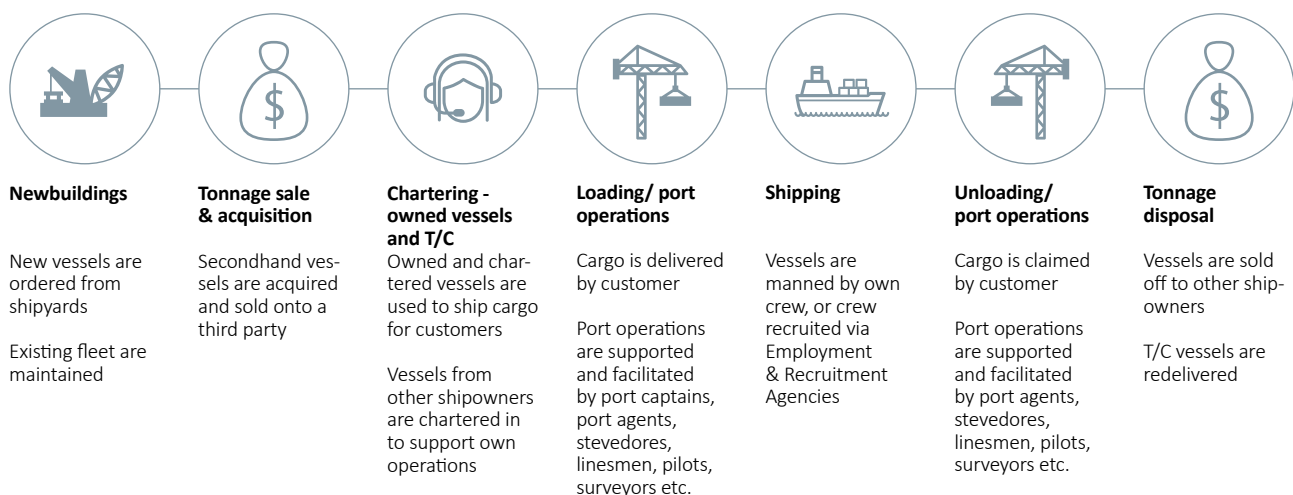 $
$
Newbuildings
New vessels are
ordered from
shipyards
Existing fleet are
maintained
Tonnage sale
& acquisition
Secondhand ves-
sels are acquired
and sold onto a
third party
Chartering -
owned vessels
and T/C
Owned and char-
tered vessels are
used to ship cargo
for customers
Vessels from
other shipowners
are chartered in
to support own
operations
Loading/ port
operations
Cargo is delivered
by customer
Port operations
are supported
and facilitated
by port captains,
port agents,
stevedores,
linesmen, pilots,
surveyors etc.
Shipping
Vessels are
manned by own
crew, or crew
recruited via
Employment
& Recruitment
Agencies
Unloading/
port operations
Cargo is claimed
by customer
Port operations
are supported
and facilitated
by port agents,
stevedores,
linesmen, pilots,
surveyors etc.
Tonnage
disposal
Vessels are sold
off to other ship-
owners
T/C vessels are
redelivered